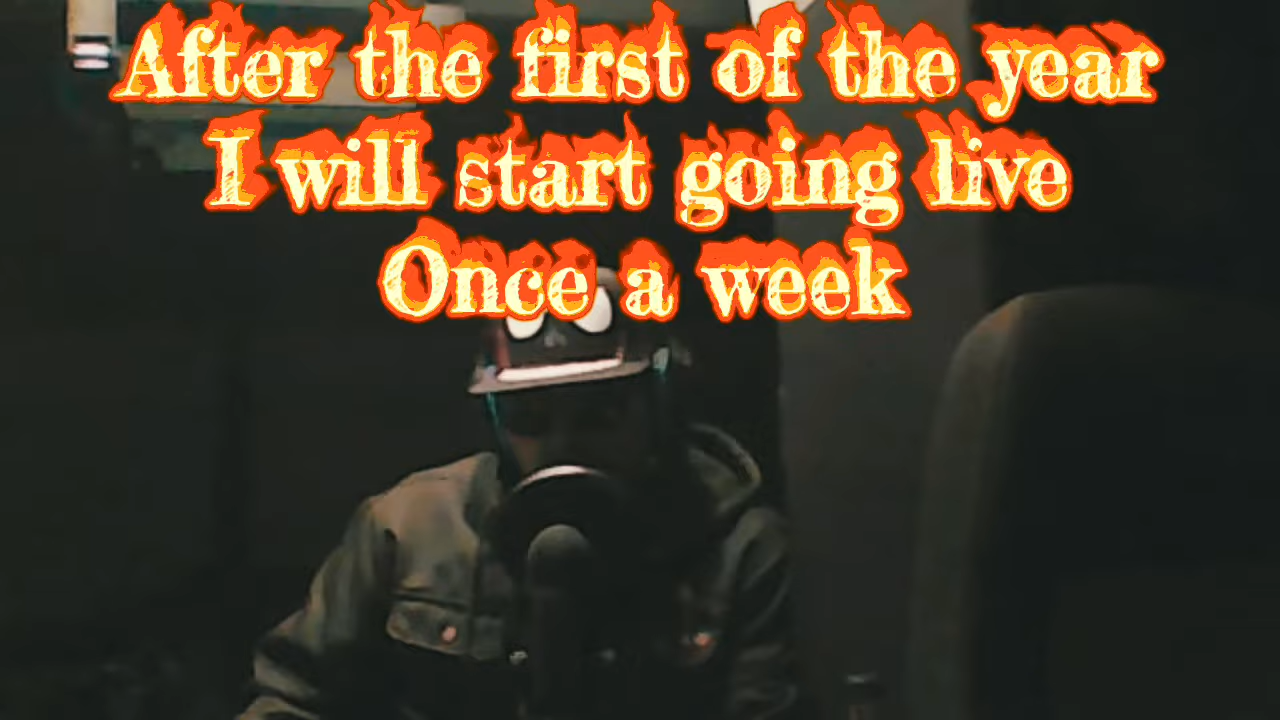 After the first of the year
I will start going live
Once a week